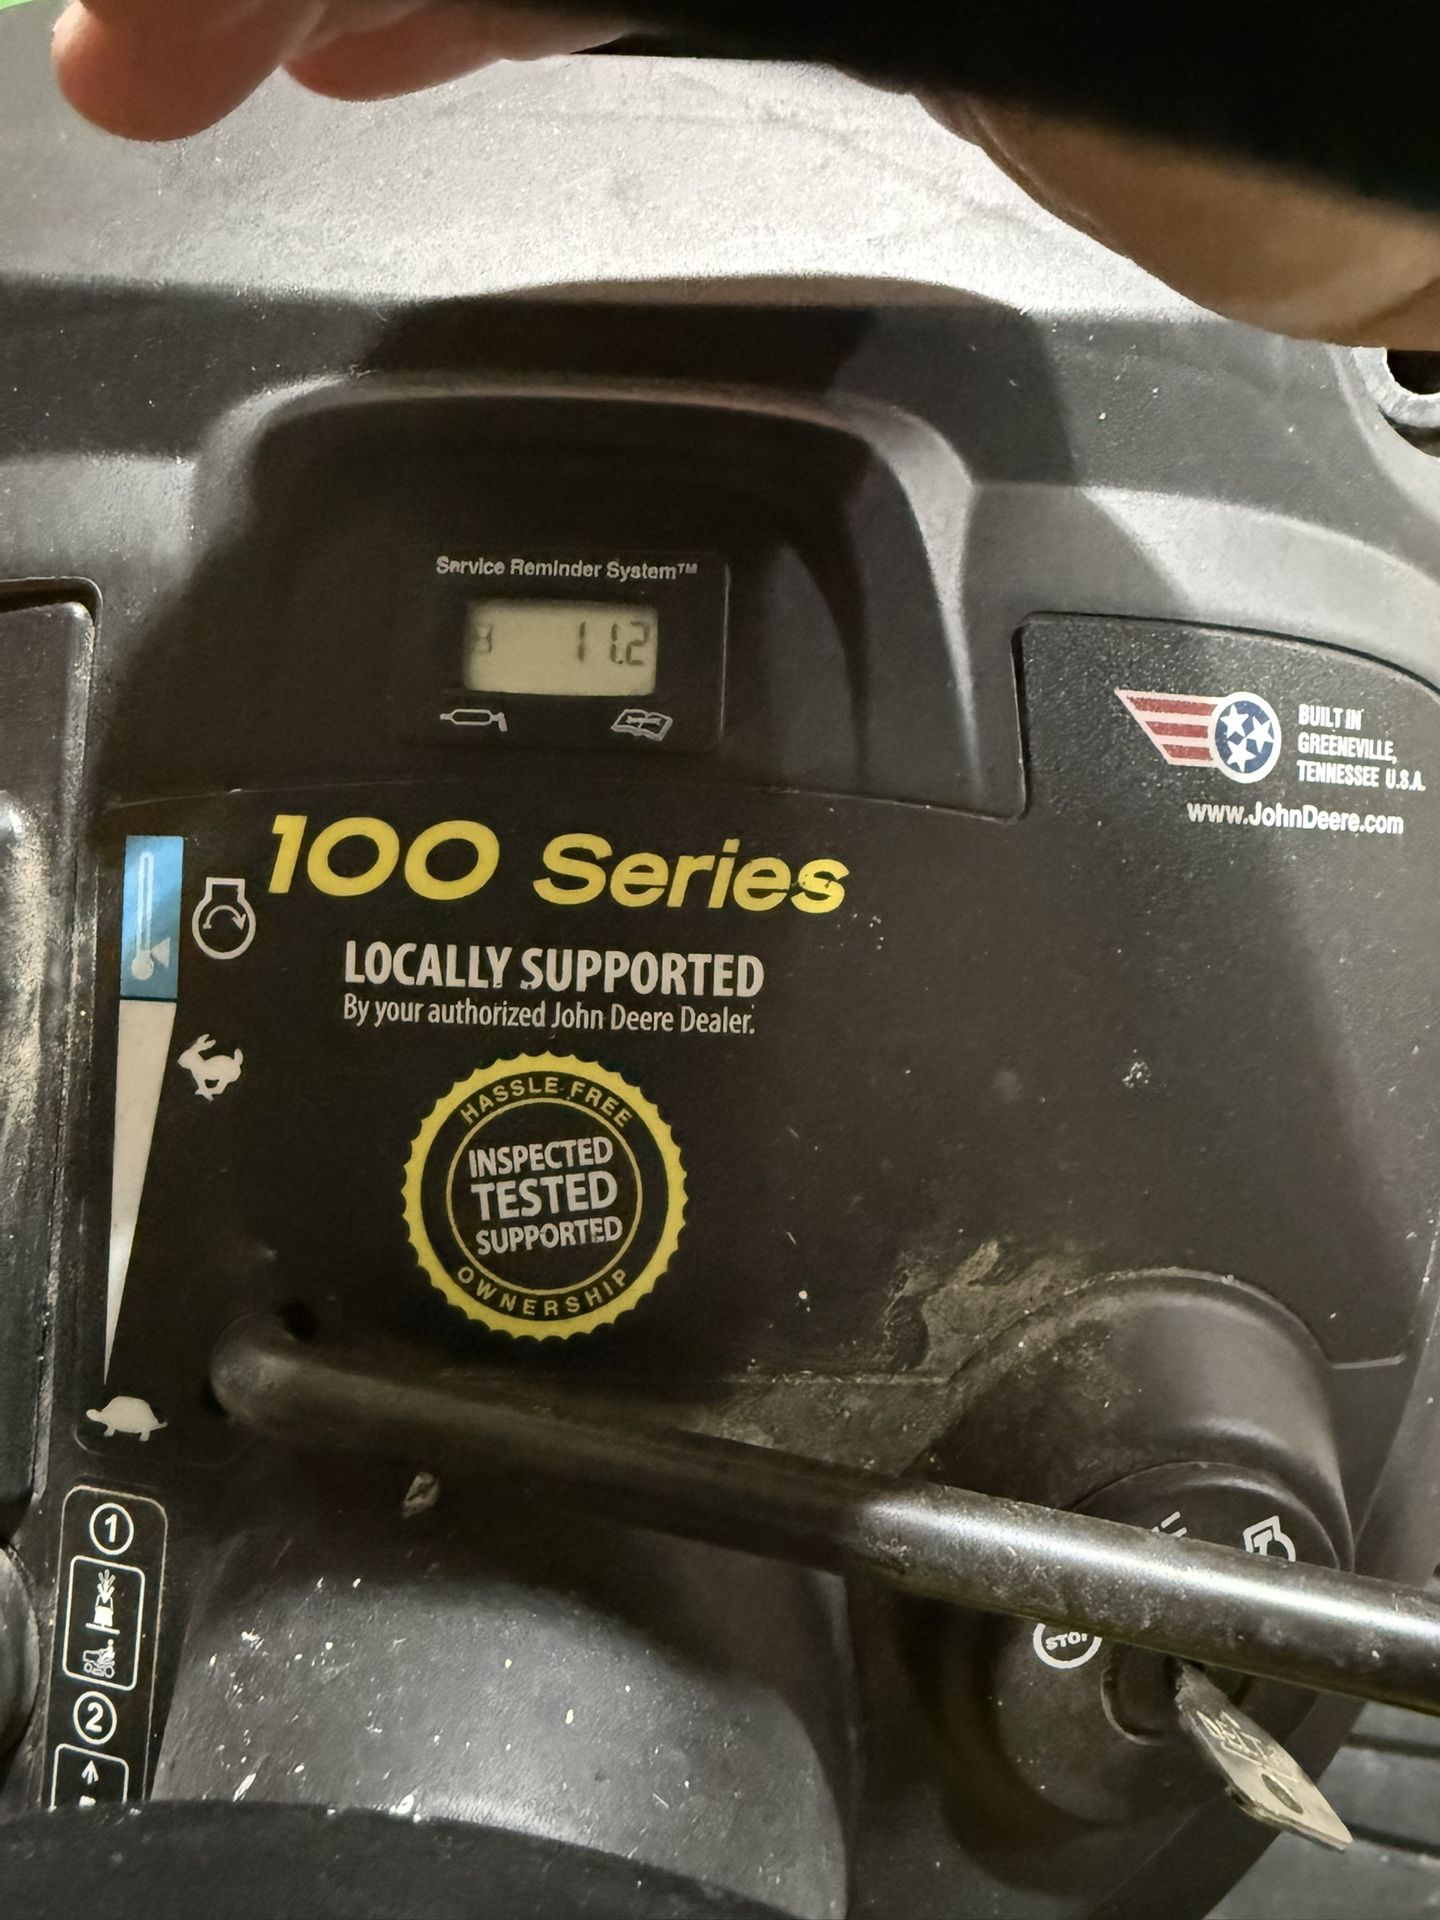 Service Reminder System™
11.2
BUILT IN
GREENEVILLE,
TENNESSEE U.S.A.
www.JohnDeere.com
100 Series
LOCALLY SUPPORTED
By your authorized John Deere Dealer.
HASSLE FREE
INSPECTED
TESTED
SUPPORTED
OWNERSHIP
1
2
STOP